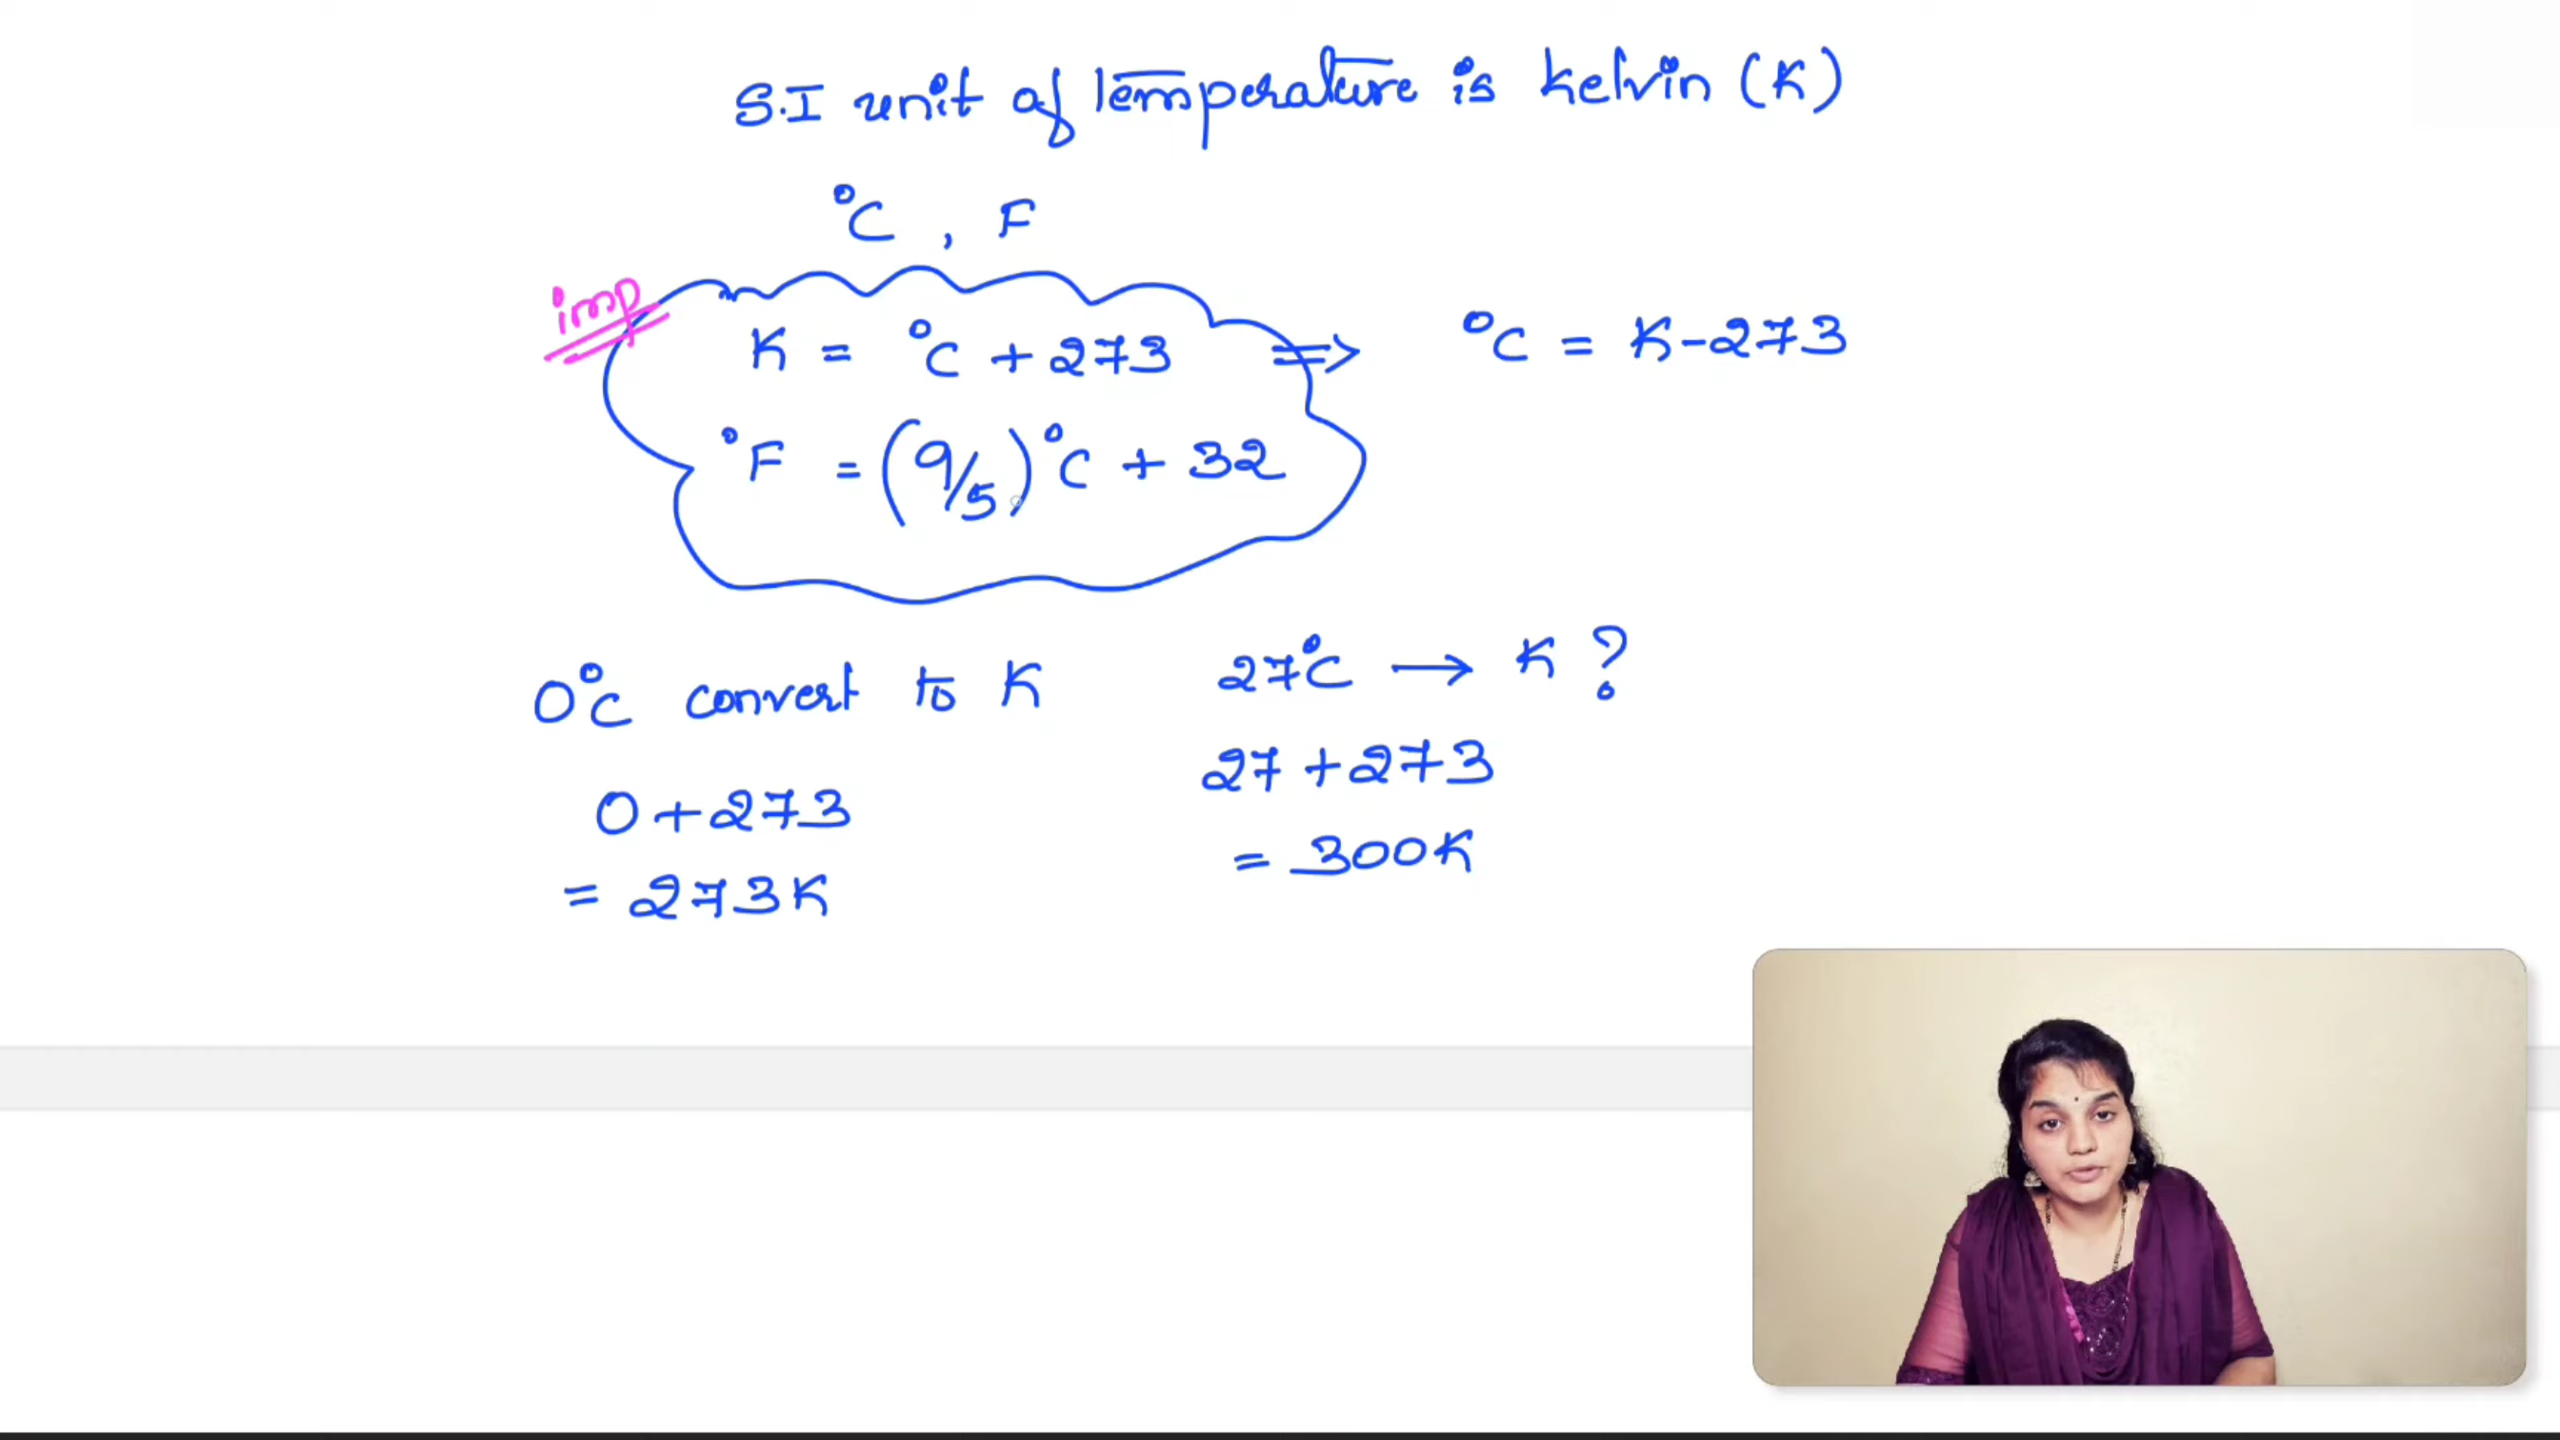 S.I unit of Temperature is kelvin (K)
°C , F
imp
K = °C + 273 ⇒ °C = K-273
°F = (9/5)°C + 32
0°C convert to K
27°C → K ?
0+273
27+273
= 273K
= 300K